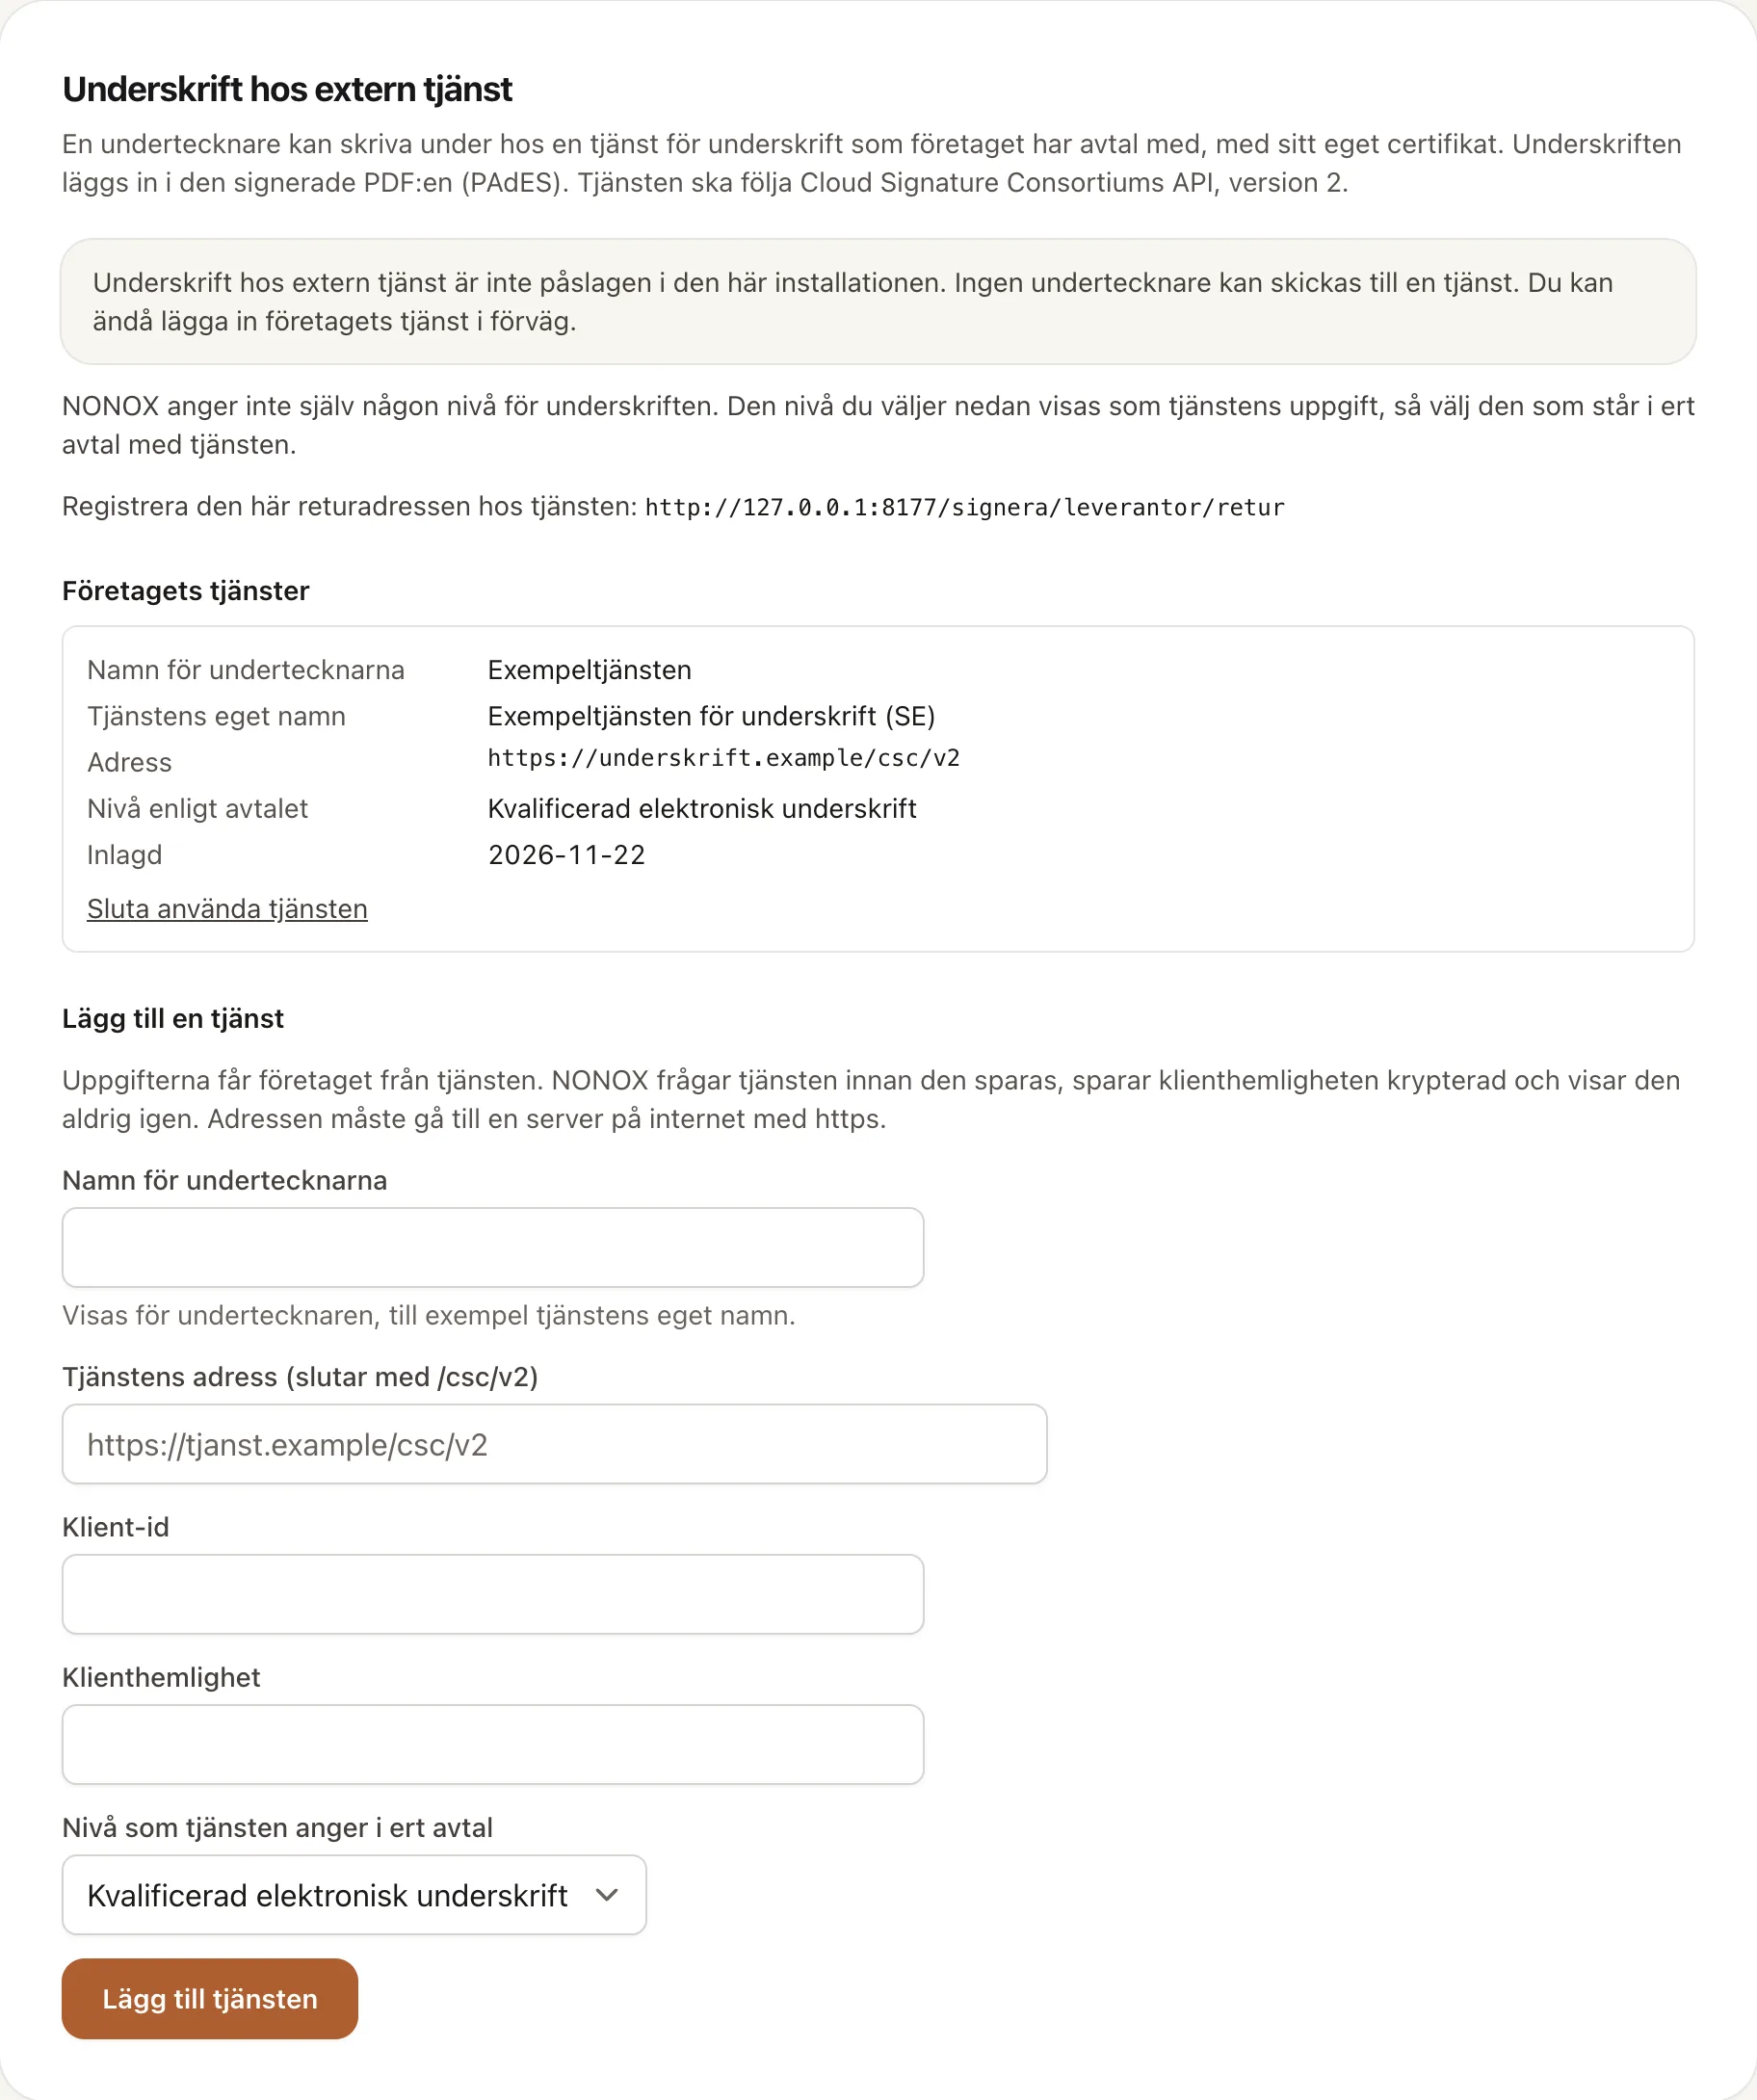 Underskrift hos extern tjänst
En undertecknare kan skriva under hos en tjänst för underskrift som företaget har avtal med, med sitt eget certifikat. Underskriften
läggs in i den signerade PDF:en (PAdES). Tjänsten ska följa Cloud Signature Consortiums API, version 2.
Underskrift hos extern tjänst är inte påslagen i den här installationen. Ingen undertecknare kan skickas till en tjänst. Du kan
ändå lägga in företagets tjänst i förväg.
NONOX anger inte själv någon nivå för underskriften. Den nivå du väljer nedan visas som tjänstens uppgift, så välj den som står i ert
avtal med tjänsten.
Registrera den här returadressen hos tjänsten: http://127.0.0.1:8177/signera/leverantor/retur
Företagets tjänster
Namn för undertecknarna Exempeltjänsten
Tjänstens eget namn Exempeltjänsten för underskrift (SE)
Adress https://underskrift.example/csc/v2
Nivå enligt avtalet Kvalificerad elektronisk underskrift
Inlagd 2026-11-22
Sluta använda tjänsten
Lägg till en tjänst
Uppgifterna får företaget från tjänsten. NONOX frågar tjänsten innan den sparas, sparar klienthemligheten krypterad och visar den
aldrig igen. Adressen måste gå till en server på internet med https.
Namn för undertecknarna
Visas för undertecknaren, till exempel tjänstens eget namn.
Tjänstens adress (slutar med /csc/v2)
https://tjanst.example/csc/v2
Klient-id
Klienthemlighet
Nivå som tjänsten anger i ert avtal
Kvalificerad elektronisk underskrift
Lägg till tjänsten